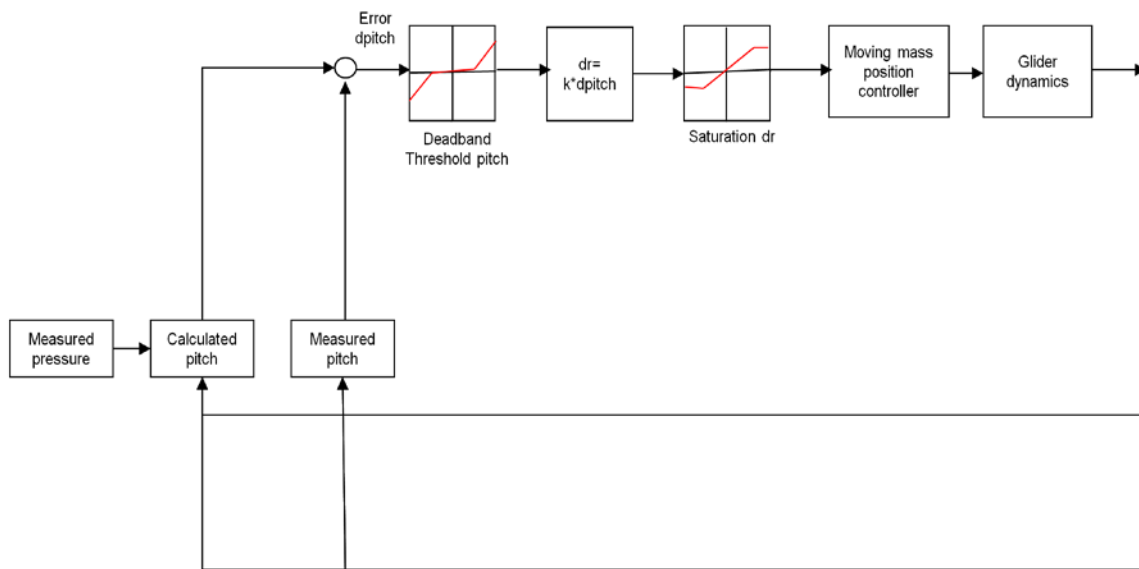 Error
dpitch
dr=
k*dpitch
Moving mass
position
controller
Glider
dynamics
Deadband
Threshold pitch
Saturation dr
Measured
pressure
Calculated
pitch
Measured
pitch